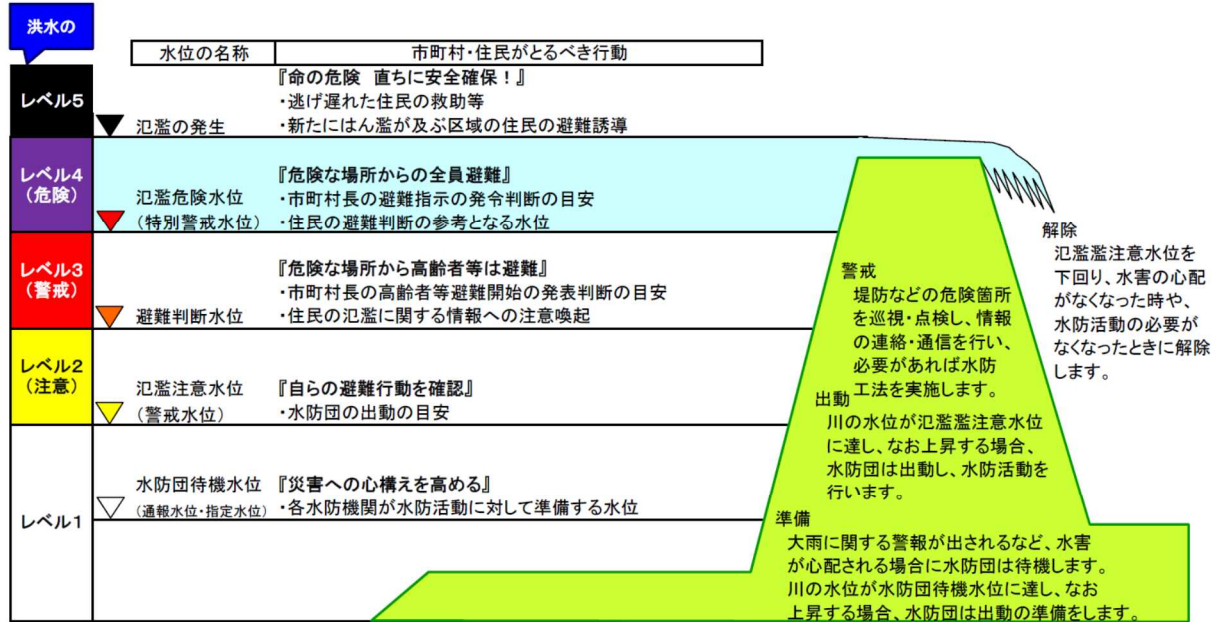 洪水の
水位の名称
市町村・住民がとるべき行動
レベル5
氾濫の発生
『命の危険 直ちに安全確保！』
・逃げ遅れた住民の救助等
・新たにはん濫が及ぶ区域の住民の避難誘導
レベル4
（危険）
氾濫危険水位
（特別警戒水位）
『危険な場所からの全員避難』
・市町村長の避難指示の発令判断の目安
・住民の避難判断の参考となる水位
レベル3
（警戒）
避難判断水位
『危険な場所から高齢者等は避難』
・市町村長の高齢者等避難開始の発表判断の目安
・住民の氾濫に関する情報への注意喚起
レベル2
（注意）
氾濫注意水位
（警戒水位）
『自らの避難行動を確認』
・水防団の出動の目安
レベル1
水防団待機水位
（通報水位・指定水位）
『災害への心構えを高める』
・各水防機関が水防活動に対して準備する水位
解除
氾濫濫注意水位を
下回り、水害の心配
がなくなった時や、
水防活動の必要が
なくなったときに解除
します。
警戒
堤防などの危険箇所
を巡視・点検し、情報
の連絡・通信を行い、
必要があれば水防
工法を実施します。
出動
川の水位が氾濫濫注意水位
に達し、なお上昇する場合、
水防団は出動し、水防活動を
行います。
準備
大雨に関する警報が出されるなど、水害
が心配される場合に水防団は待機します。
川の水位が水防団待機水位に達し、なお
上昇する場合、水防団は出動の準備をします。